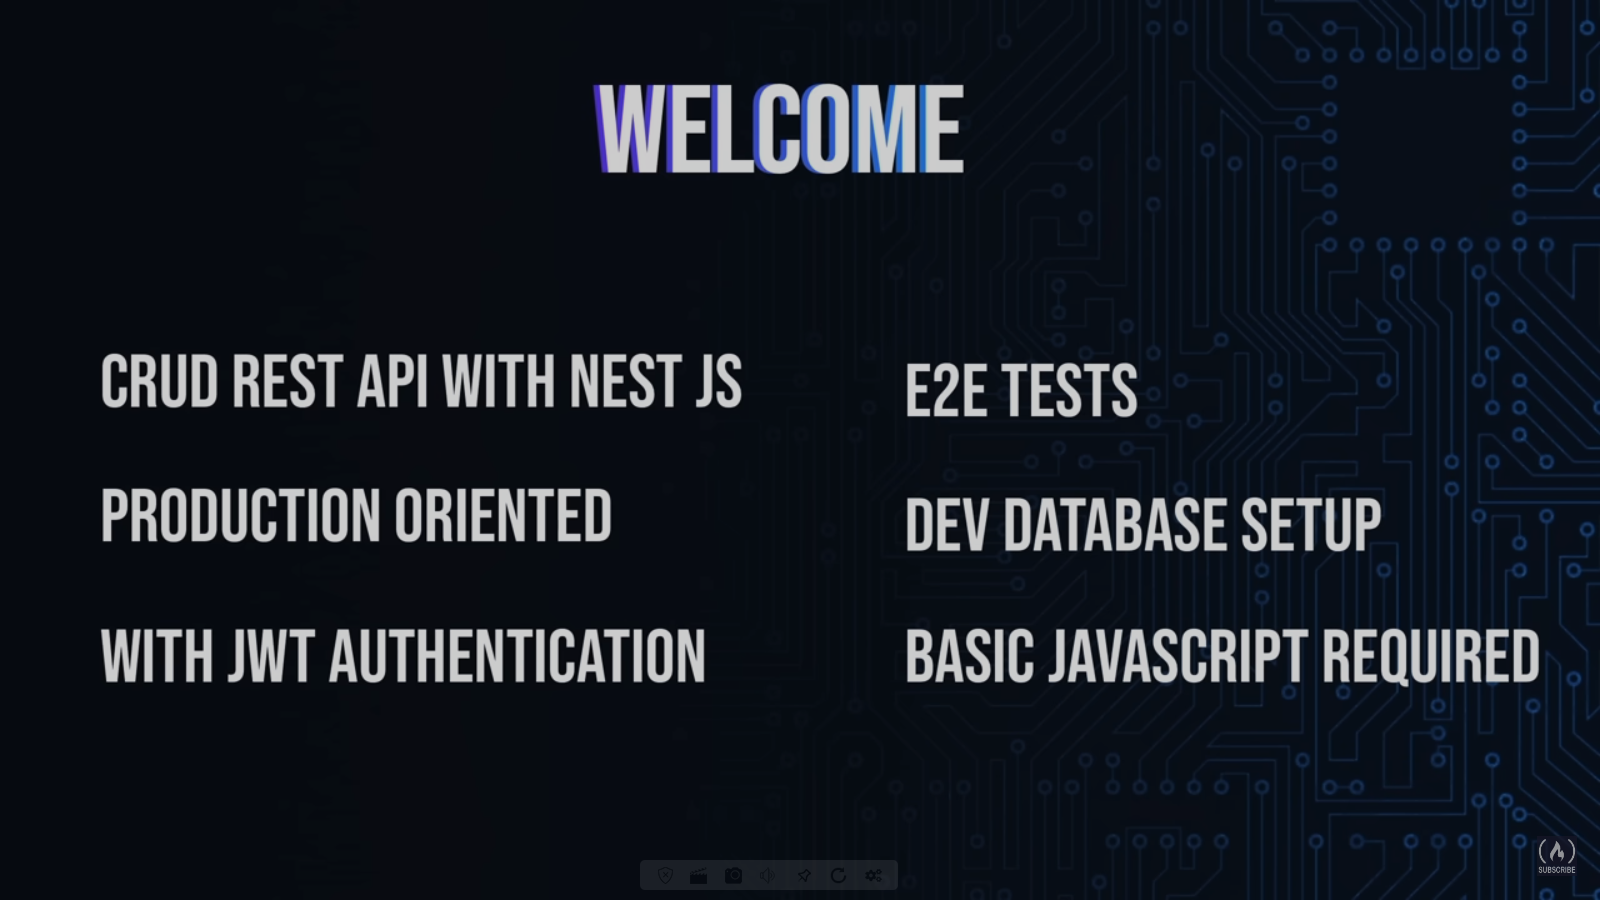 WELCOME
CRUD REST API WITH NEST JS
PRODUCTION ORIENTED
WITH JWT AUTHENTICATION
E2E TESTS
DEV DATABASE SETUP
BASIC JAVASCRIPT REQUIRED
SUBSCRIBE